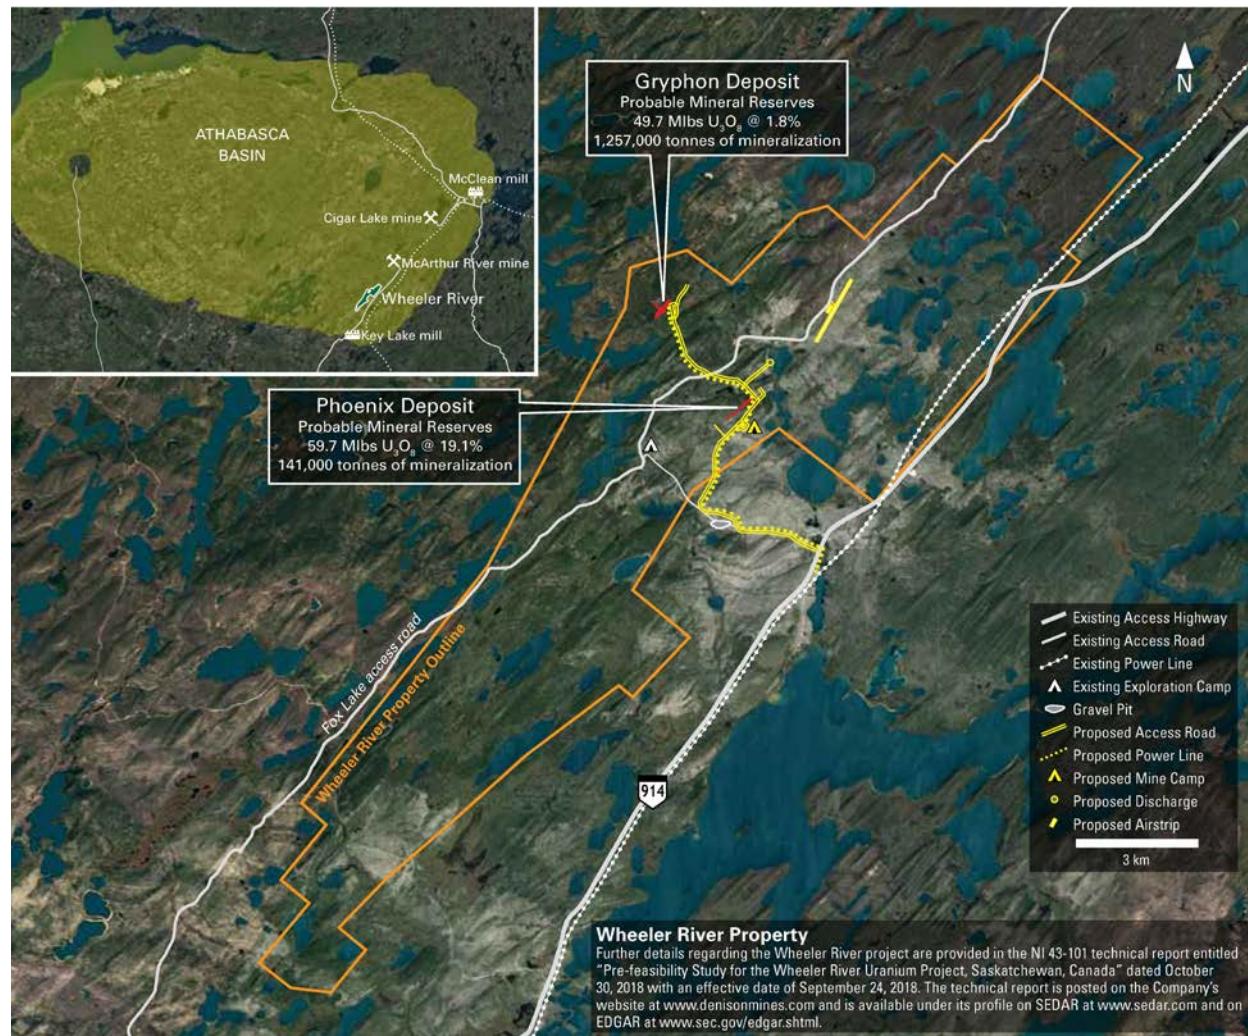 ATHABASCA
BASIN
McClean mill
Cigar Lake mine
McArthur River mine
Wheeler River
Key Lake mill
Gryphon Deposit
Probable Mineral Reserves
49.7 Mlbs U₃O₈ @ 1.8%
1,257,000 tonnes of mineralization
N
Phoenix Deposit
Probable Mineral Reserves
59.7 Mlbs U₃O₈ @ 19.1%
141,000 tonnes of mineralization
Fox Lake access road
Wheeler River Property Outline
914
Existing Access Highway
Existing Access Road
Existing Power Line
Existing Exploration Camp
Gravel Pit
Proposed Access Road
Proposed Power Line
Proposed Mine Camp
Proposed Discharge
Proposed Airstrip
3 km
Wheeler River Property
Further details regarding the Wheeler River project are provided in the NI 43-101 technical report entitled
"Pre-feasibility Study for the Wheeler River Uranium Project, Saskatchewan, Canada" dated October
30, 2018 with an effective date of September 24, 2018. The technical report is posted on the Company's
website at www.denisonmines.com and is available under its profile on SEDAR at www.sedar.com and on
EDGAR at www.sec.gov/edgar.shtml.